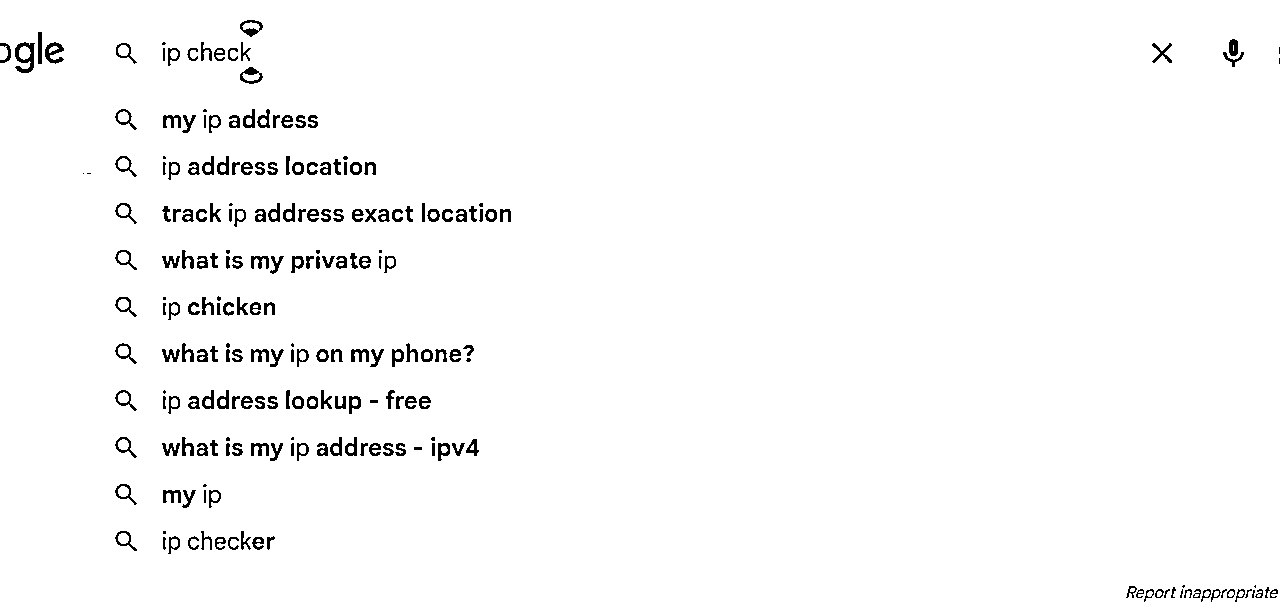 ogle
ip check
my ip address
ip address location
track ip address exact location
what is my private ip
ip chicken
what is my ip on my phone?
ip address lookup - free
what is my ip address - ipv4
my ip
ip checker
Report inappropriate